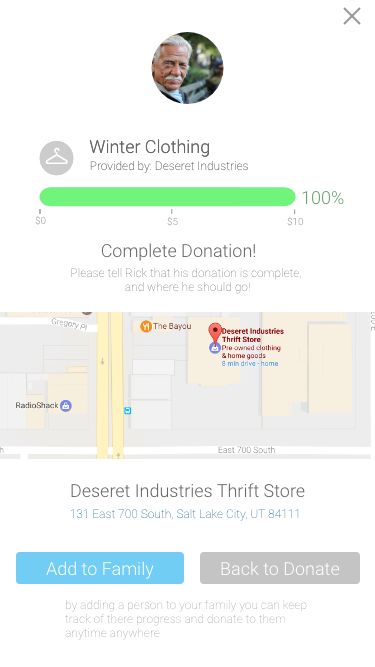 Winter Clothing
Provided by: Deseret Industries
100%
$0 $5 $10
Complete Donation!
Please tell Rick that his donation is complete,
and where he should go!
Gregory Pl
The Bayou
Deseret Industries
Thrift Store
Pre-owned clothing
& home goods
8 min drive - home
RadioShack
East 700 South
Deseret Industries Thrift Store
131 East 700 South, Salt Lake City, UT 84111
Add to Family
Back to Donate
by adding a person to your family you can keep
track of there progress and donate to them
anytime anywhere